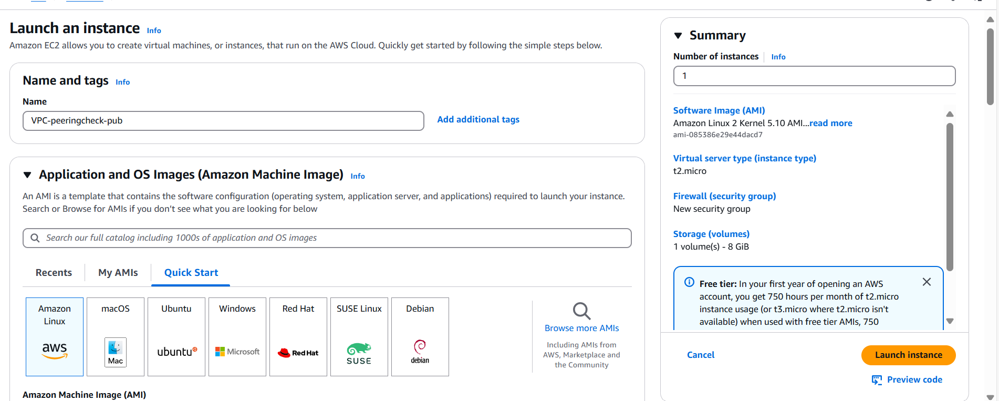 Launch an instance Info
Amazon EC2 allows you to create virtual machines, or instances, that run on the AWS Cloud. Quickly get started by following the simple steps below.
Name and tags Info
Name
VPC-peeringcheck-pub
Add additional tags
Application and OS Images (Amazon Machine Image) Info
An AMI is a template that contains the software configuration (operating system, application server, and applications) required to launch your instance.
Search or Browse for AMIs if you don’t see what you are looking for below
Search our full catalog including 1000s of application and OS images
Recents
My AMIs
Quick Start
Amazon
Linux
aws
macOS
Mac
Ubuntu
ubuntu
Windows
Microsoft
Red Hat
Red Hat
SUSE Linux
SUSE
Debian
debian
Browse more AMIs
Including AMIs from
AWS, Marketplace and
the Community
Amazon Machine Image (AMI)
Summary
Number of instances Info
1
Software Image (AMI)
Amazon Linux 2 Kernel 5.10 AMI...read more
ami-085386e29e44dacd7
Virtual server type (instance type)
t2.micro
Firewall (security group)
New security group
Storage (volumes)
1 volume(s) - 8 GiB
Free tier: In your first year of opening an AWS
account, you get 750 hours per month of t2.micro
instance usage (or t3.micro where t2.micro isn't
available) when used with free tier AMIs, 750
Cancel
Launch instance
Preview code